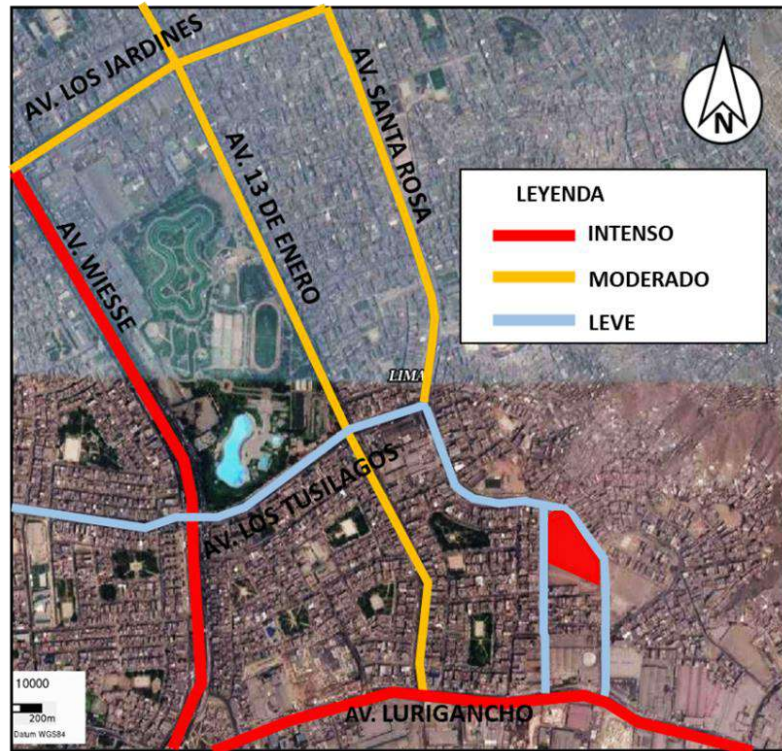 AV. LOS JARDINES
AV. SANTA ROSA
AV. 13 DE ENERO
AV. WIESSE
N
LEYENDA
INTENSO
MODERADO
LEVE
LIMA
AV. LOS TUSILAGOS
AV. LURIGANCHO
10000
200m
Datum WGS84